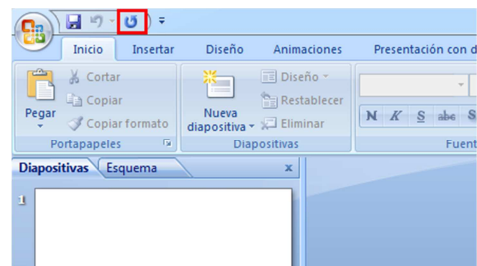 Inicio Insertar Diseño Animaciones Presentación con d
Cortar
Copiar
Copiar formato
Pegar
Portapapeles
Nueva
diapositiva
Diseño
Restablecer
Eliminar
Diapositivas
N K S abc S
Fuent
Diapositivas Esquema x
1